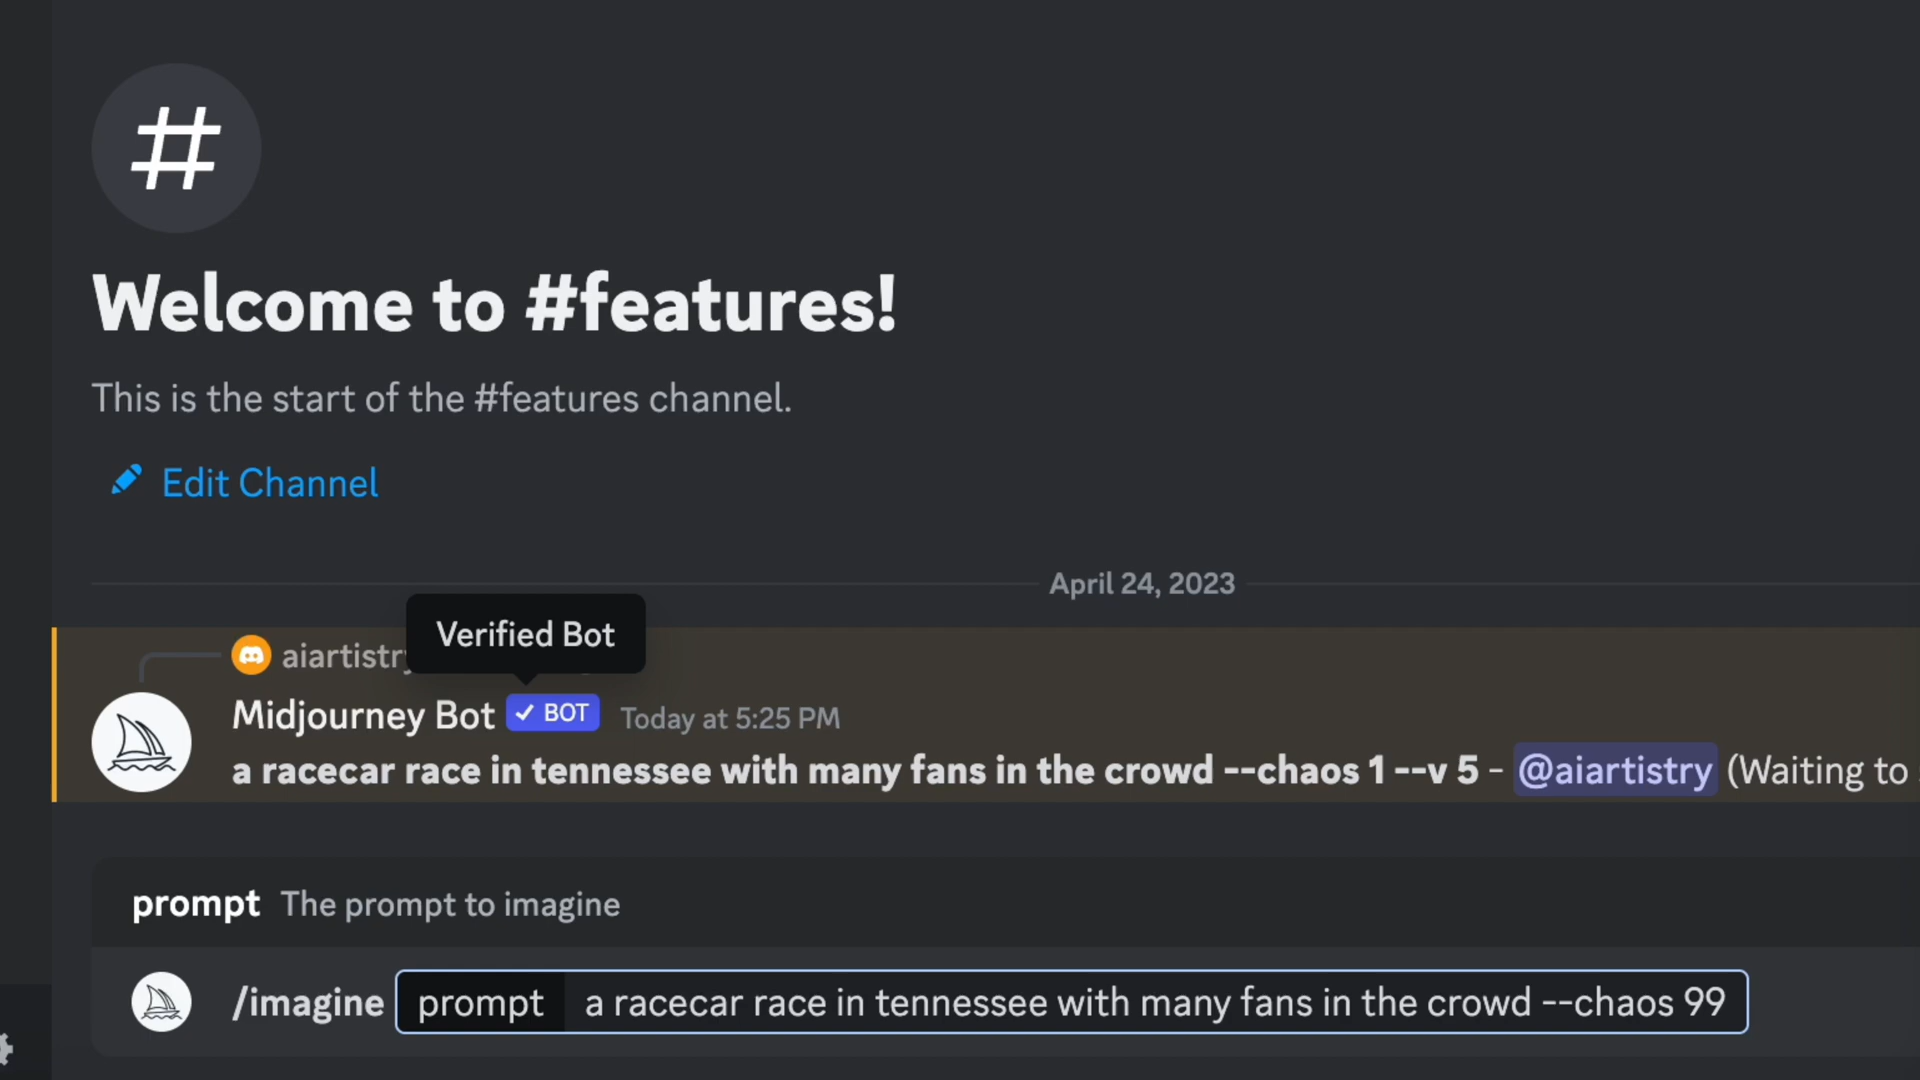 Welcome to #features!
This is the start of the #features channel.
Edit Channel
April 24, 2023
Verified Bot
Midjourney Bot ✓ BOT Today at 5:25 PM
a racecar race in tennessee with many fans in the crowd --chaos 1 --v 5 - @aiartistry (Waiting to
prompt The prompt to imagine
/imagine prompt a racecar race in tennessee with many fans in the crowd --chaos 99